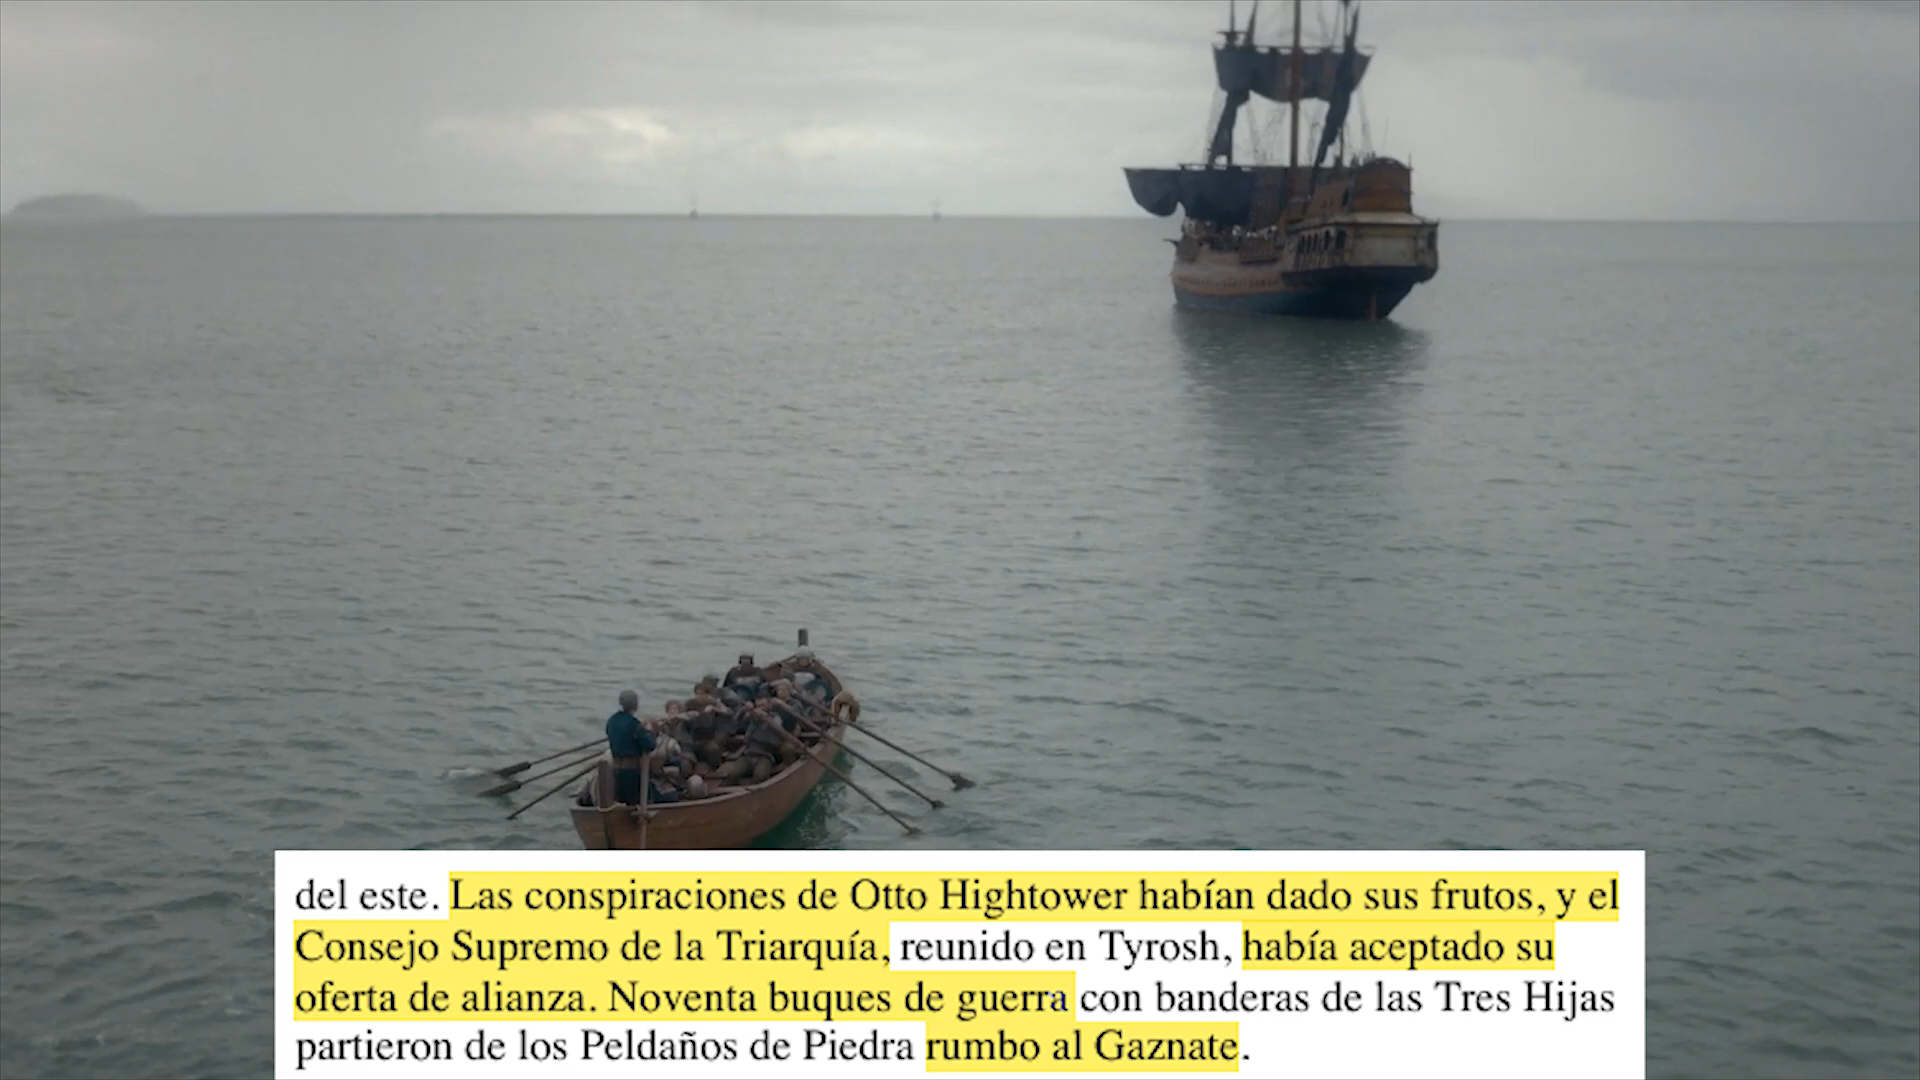 del este. Las conspiraciones de Otto Hightower habían dado sus frutos, y el
Consejo Supremo de la Triarquía, reunido en Tyrosh, había aceptado su
oferta de alianza. Noventa buques de guerra con banderas de las Tres Hijas
partieron de los Peldaños de Piedra rumbo al Gaznate.